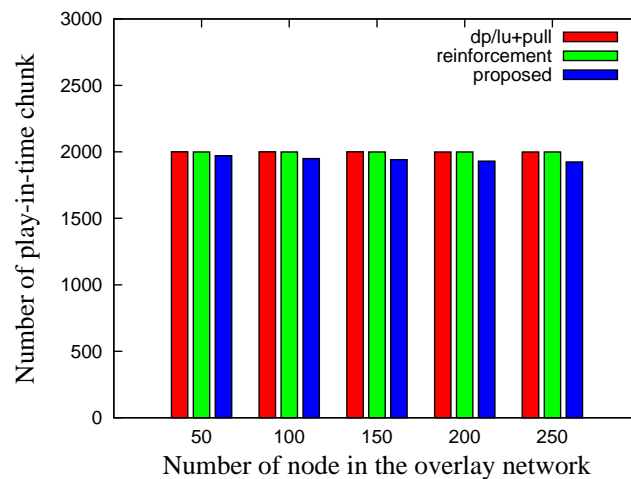 3000
2500
2000
1500
1000
500
0
Number of play-in-time chunk
dp/lu+pull
reinforcement
proposed
50 100 150 200 250
Number of node in the overlay network